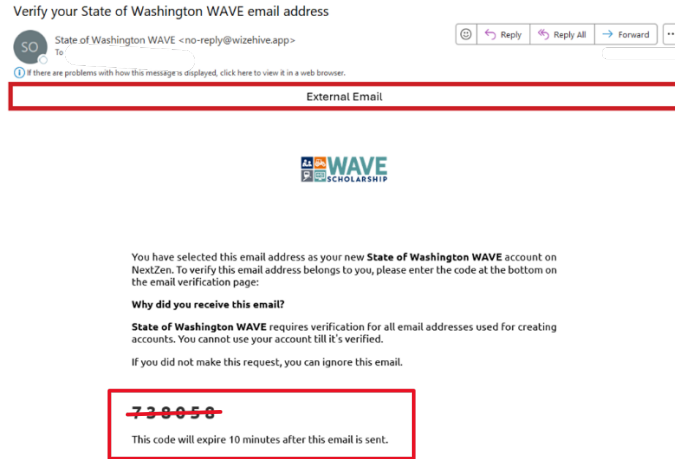 Verify your State of Washington WAVE email address
SO
State of Washington WAVE <no-reply@wizehive.app>
To
Reply
Reply All
Forward
If there are problems with how this message is displayed, click here to view it in a web browser.
External Email
WAVE
SCHOLARSHIP
You have selected this email address as your new State of Washington WAVE account on
NextZen. To verify this email address belongs to you, please enter the code at the bottom on
the email verification page:
Why did you receive this email?
State of Washington WAVE requires verification for all email addresses used for creating
accounts. You cannot use your account till it's verified.
If you did not make this request, you can ignore this email.
738058
This code will expire 10 minutes after this email is sent.